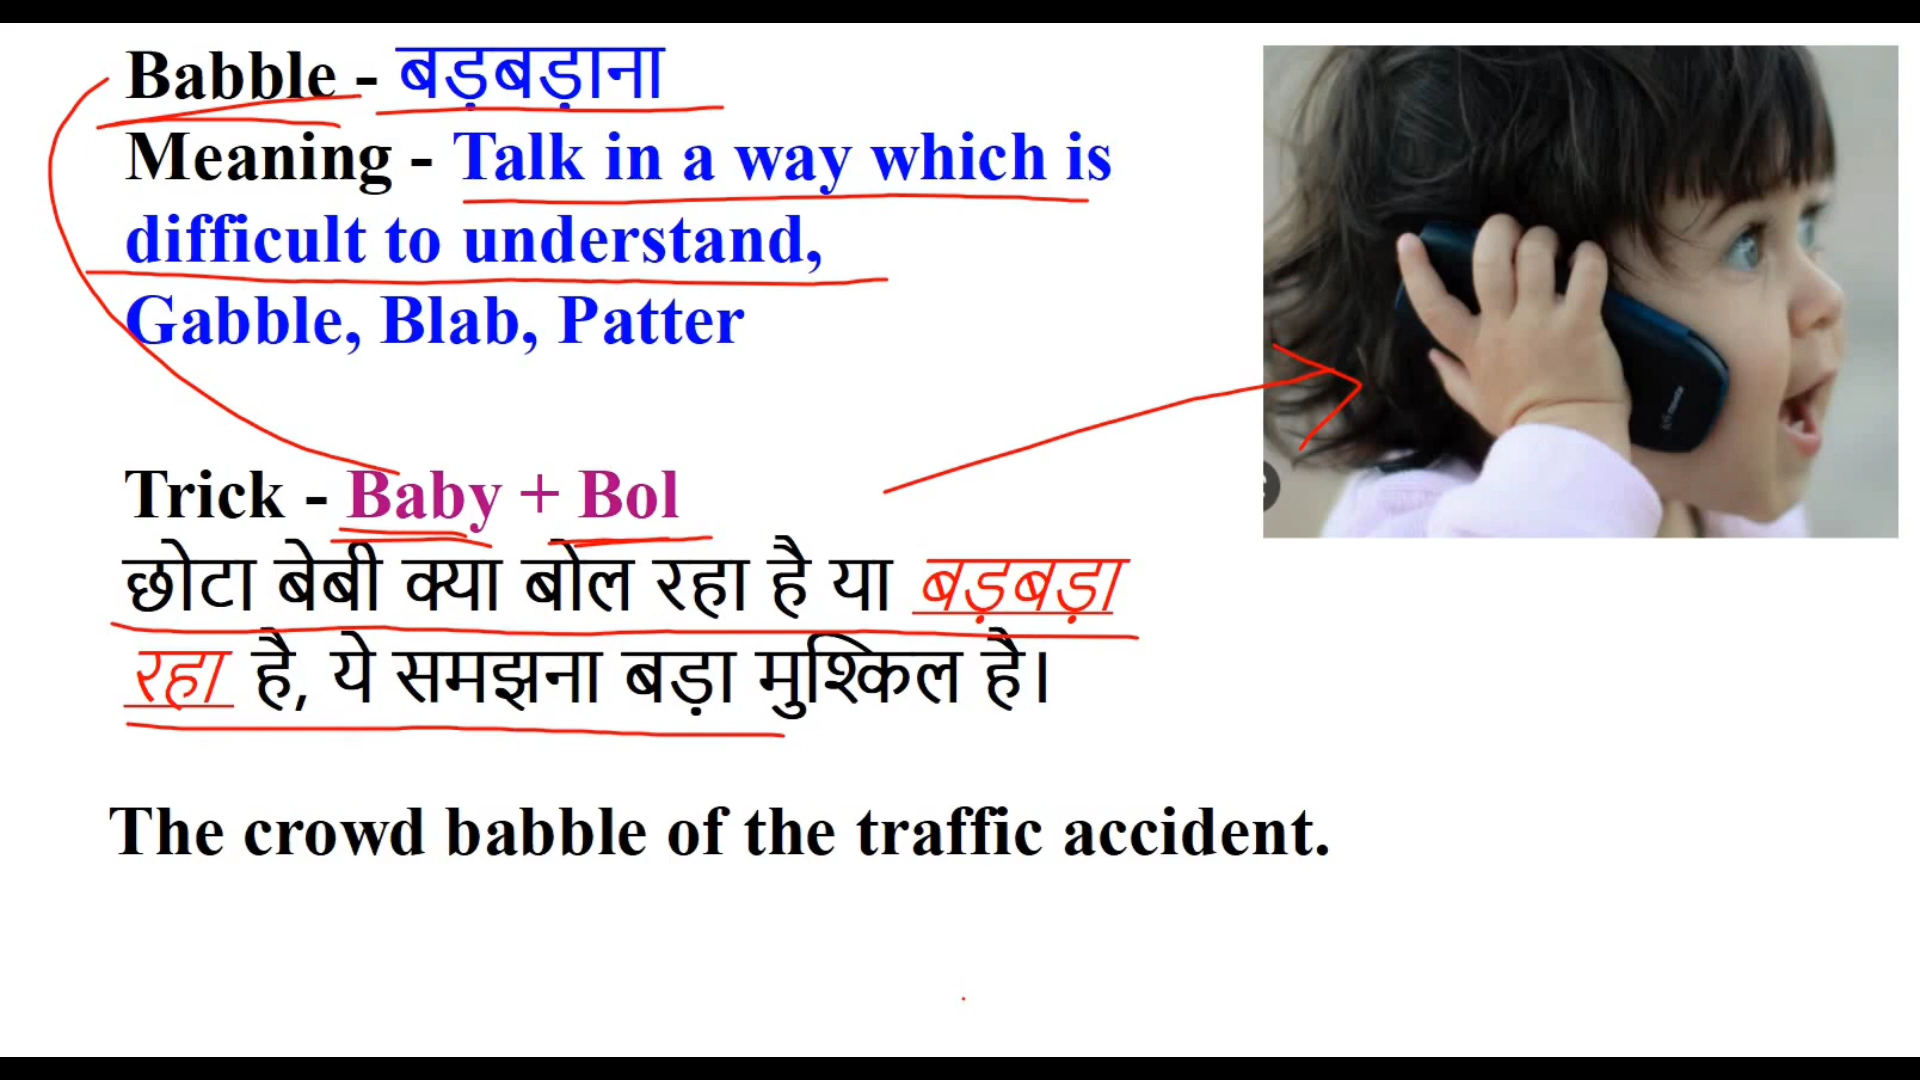 Babble - बड़बड़ाना
Meaning - Talk in a way which is
difficult to understand,
Gabble, Blab, Patter
Trick - Baby + Bol
छोटा बेबी क्या बोल रहा है या बड़बड़ा
रहा है, ये समझना बड़ा मुश्किल है।
The crowd babble of the traffic accident.